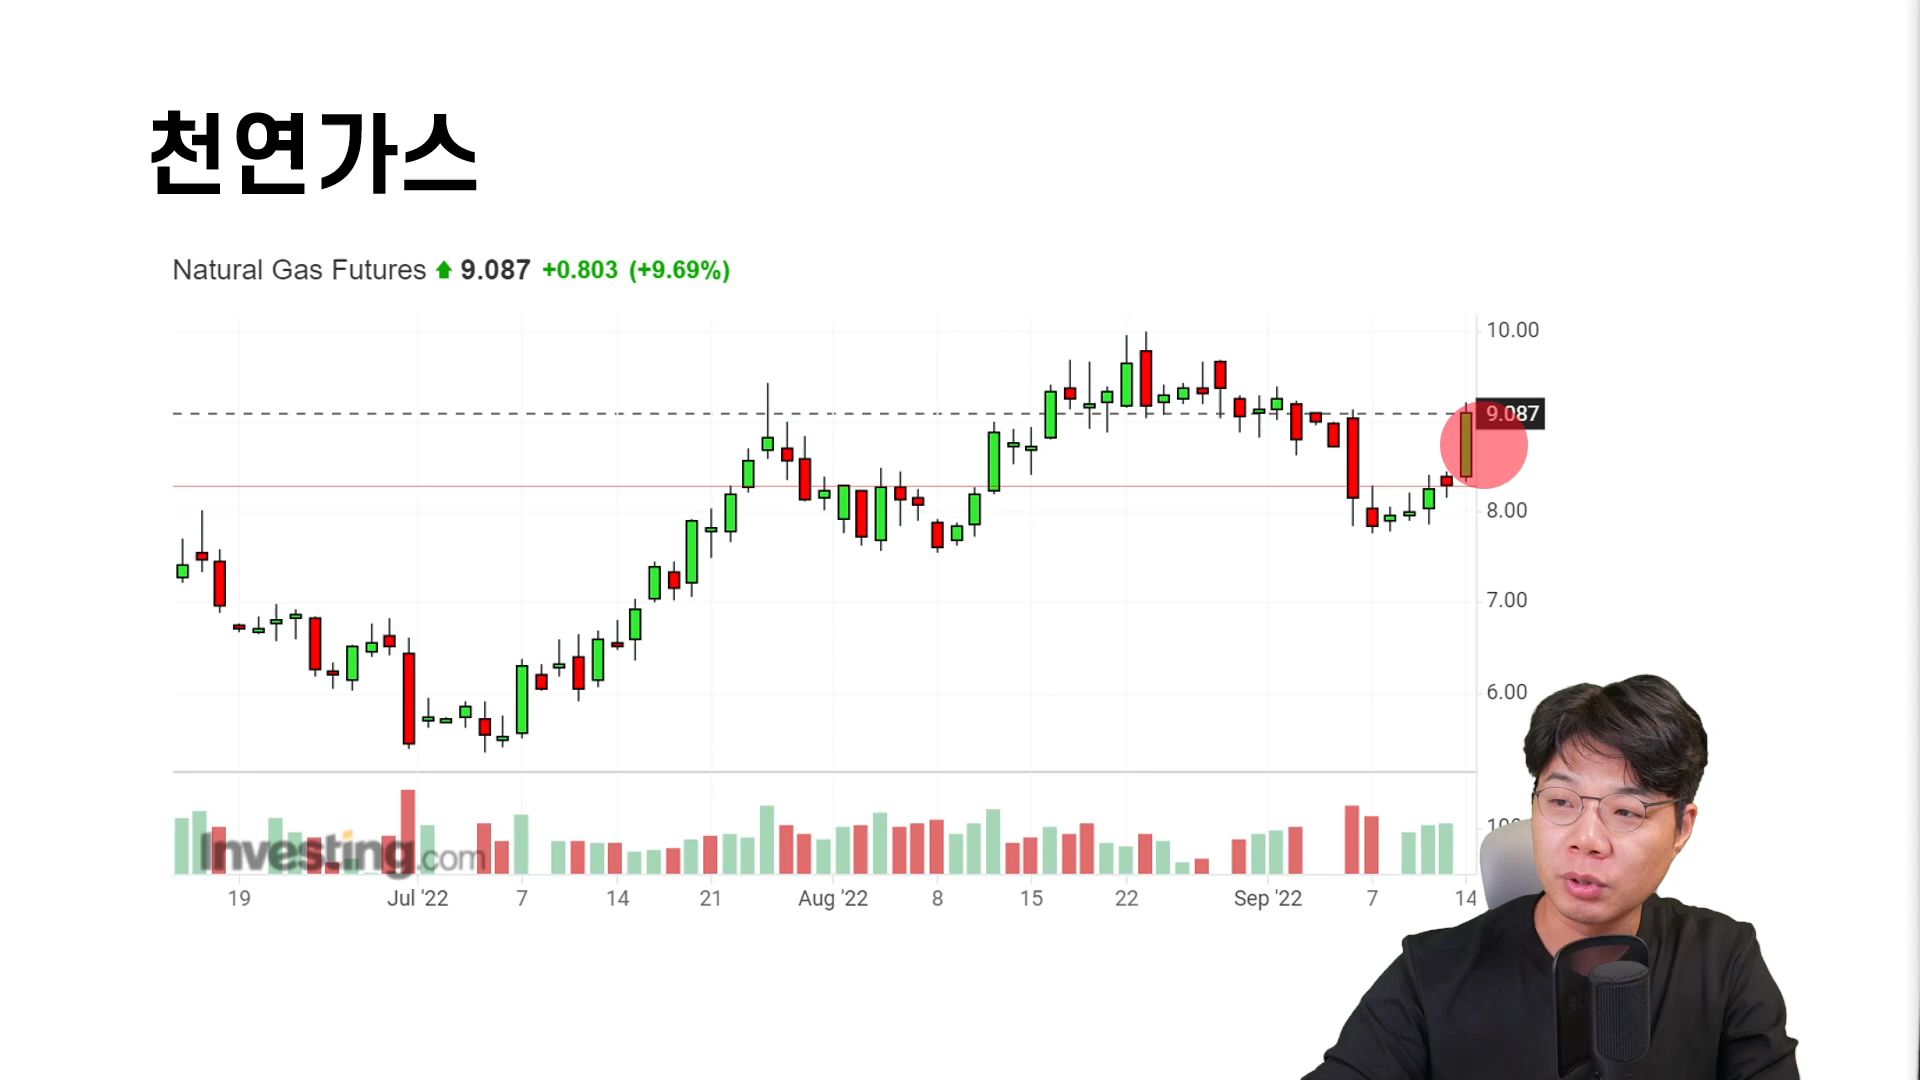 천연가스
Natural Gas Futures 9.087 +0.803 (+9.69%)
10.00
9.087
8.00
7.00
6.00
Investing.com
19 Jul '22 7 14 21 Aug '22 8 15 22 Sep '22 7 14